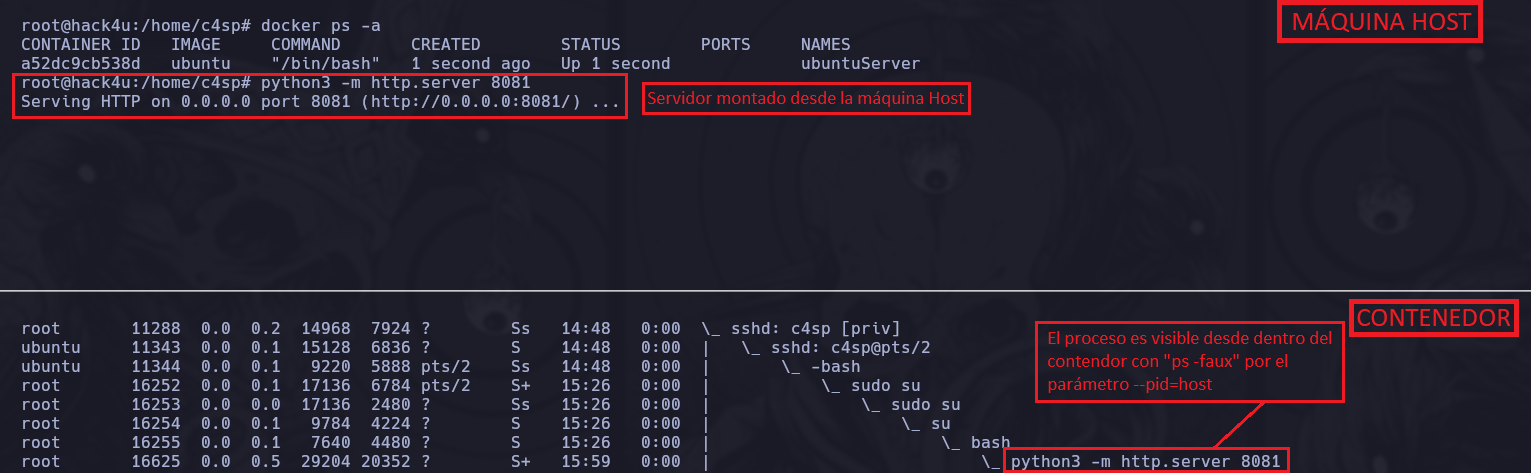 root@hack4u:/home/c4sp# docker ps -a
MÁQUINA HOST
CONTAINER ID   IMAGE     COMMAND       CREATED        STATUS        PORTS     NAMES
a52dc9cb538d   ubuntu    "/bin/bash"   1 second ago   Up 1 second             ubuntuServer
root@hack4u:/home/c4sp# python3 -m http.server 8081
Serving HTTP on 0.0.0.0 port 8081 (http://0.0.0.0:8081/) ...
Servidor montado desde la máquina Host
CONTENEDOR
root       11288  0.0  0.2  14968  7924 ?        Ss   14:48   0:00  \_ sshd: c4sp [priv]
ubuntu     11343  0.0  0.1  15128  6836 ?        S    14:48   0:00  |   \_ sshd: c4sp@pts/2
ubuntu     11344  0.0  0.1   9220  5888 pts/2    Ss   14:48   0:00  |       \_ -bash
root       16252  0.0  0.1  17136  6784 pts/2    S+   15:26   0:00  |           \_ sudo su
root       16253  0.0  0.0  17136  2480 ?        Ss   15:26   0:00  |               \_ sudo su
root       16254  0.0  0.1   9784  4224 ?        S    15:26   0:00  |                   \_ su
root       16255  0.0  0.1   7640  4480 ?        S    15:26   0:00  |                       \_ bash
root       16625  0.0  0.5  29204 20352 ?        S+   15:59   0:00  |                           \_ python3 -m http.server 8081
El proceso es visible desde dentro del
contendor con "ps -faux" por el
parámetro --pid=host